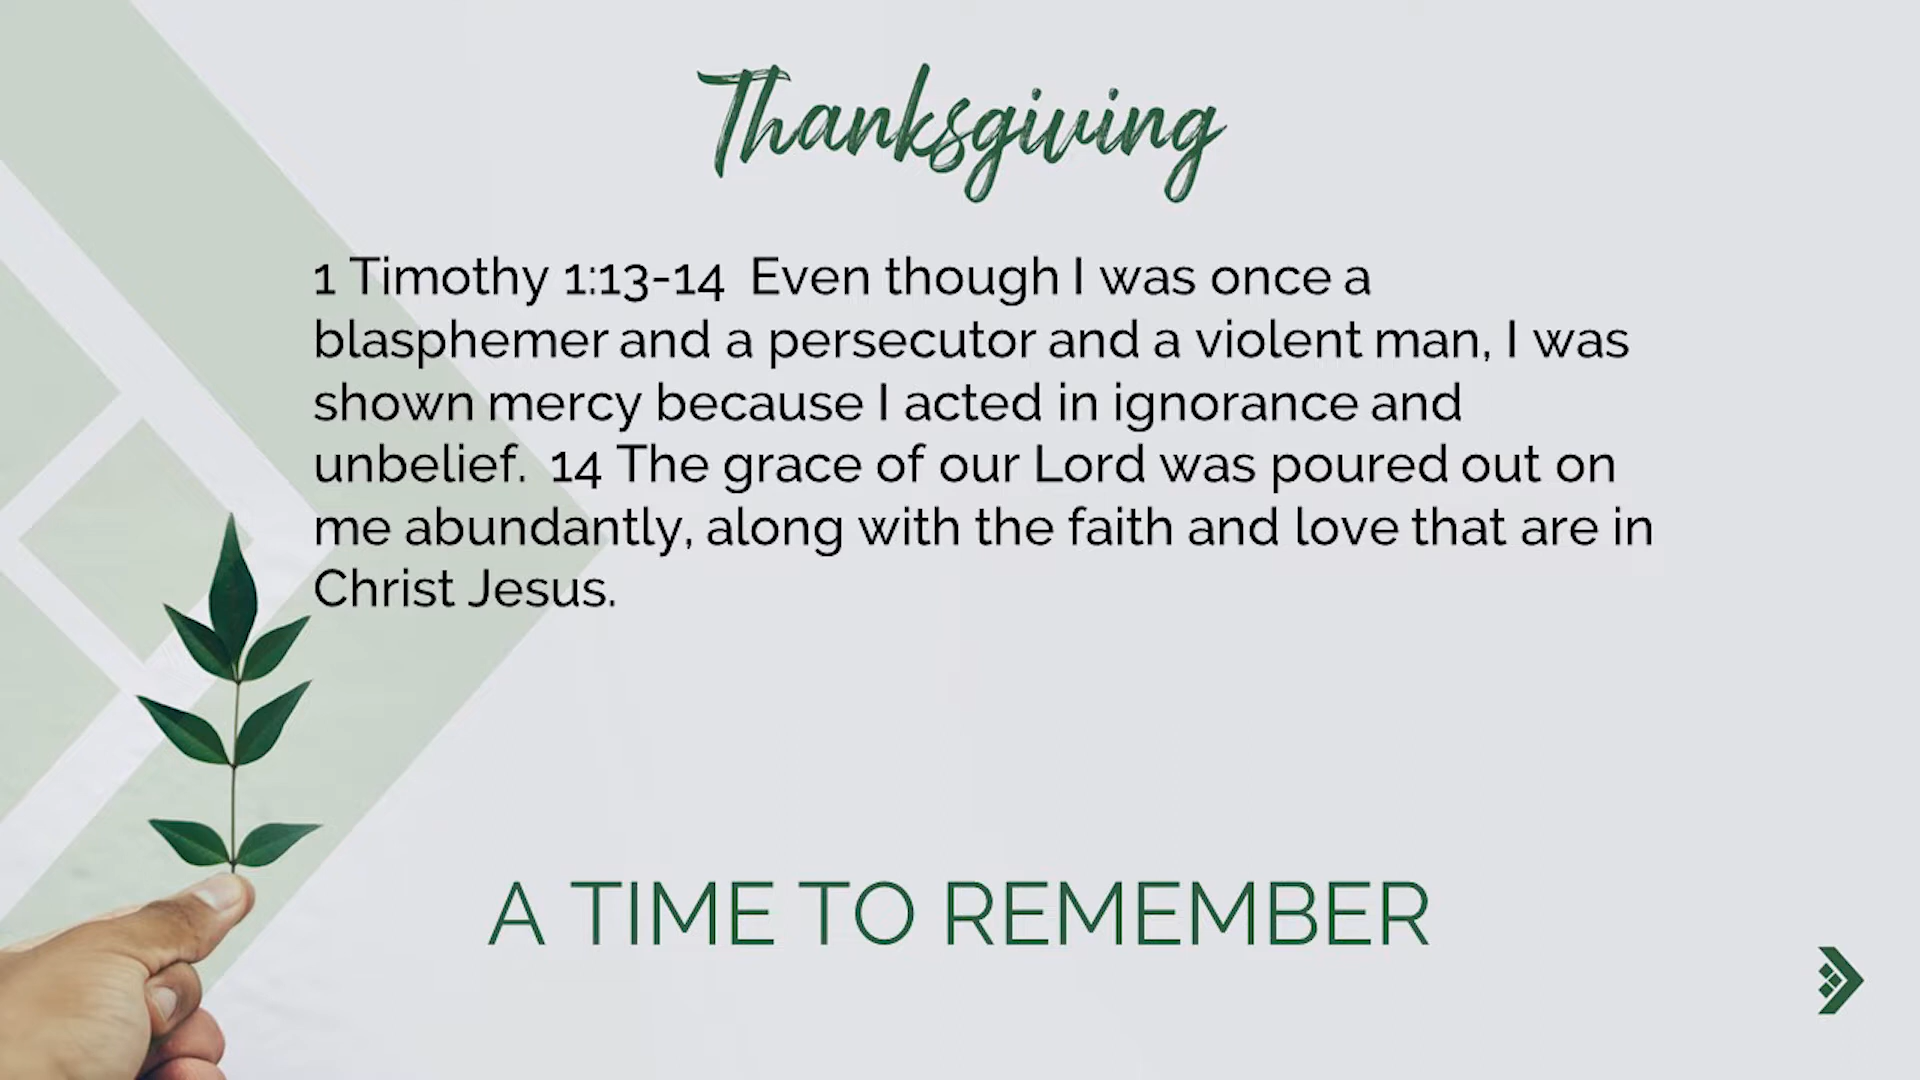 Thanksgiving
1 Timothy 1:13-14  Even though I was once a
blasphemer and a persecutor and a violent man, I was
shown mercy because I acted in ignorance and
unbelief.  14 The grace of our Lord was poured out on
me abundantly, along with the faith and love that are in
Christ Jesus.
A TIME TO REMEMBER